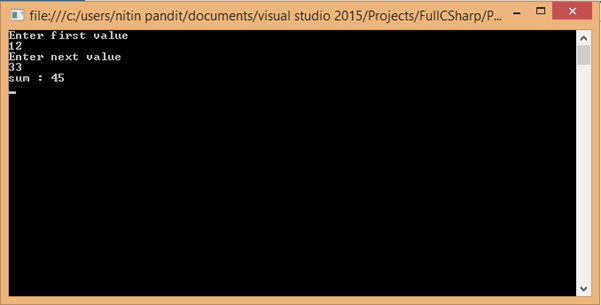 file:///c:/users/nitin pandit/documents/visual studio 2015/Projects/FullCSharp/P...
Enter first value
12
Enter next value
33
sum : 45